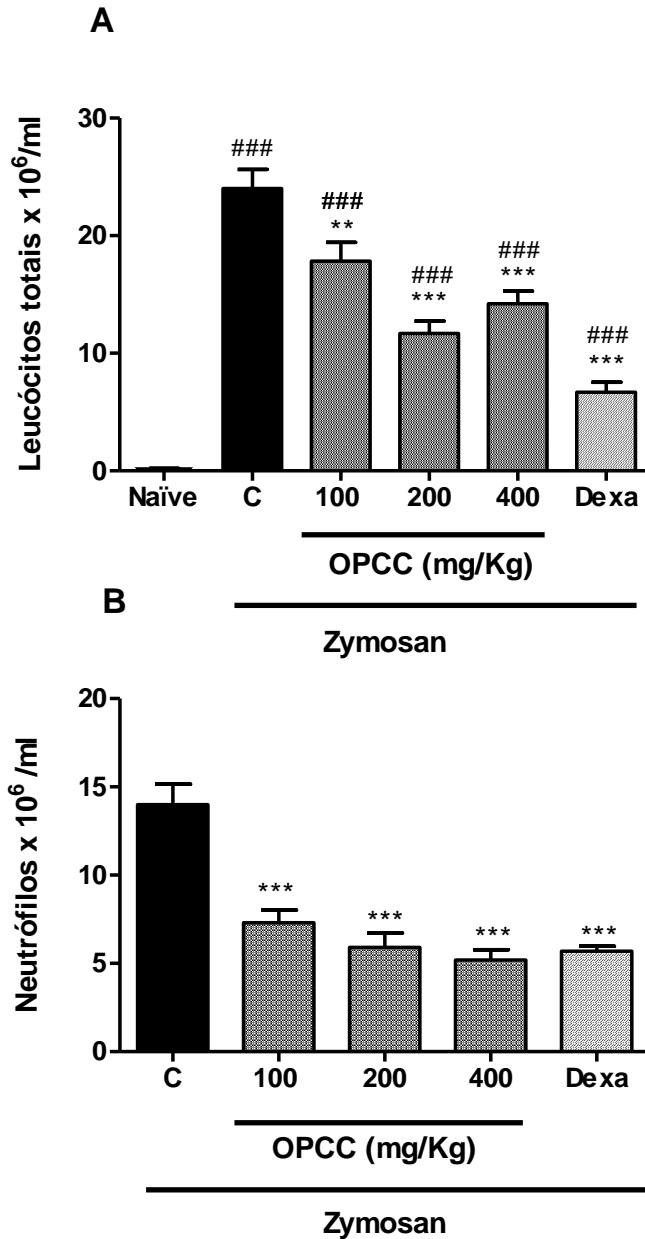 A
Leucócitos totais x 10⁶/ml
30
20
10
0
###
###
**
###
***
###
***
###
***
Naïve C 100 200 400 Dexa
OPCC (mg/Kg)
Zymosan
B
Neutrófilos x 10⁶ /ml
20
15
10
5
0
***
***
***
***
C 100 200 400 Dexa
OPCC (mg/Kg)
Zymosan